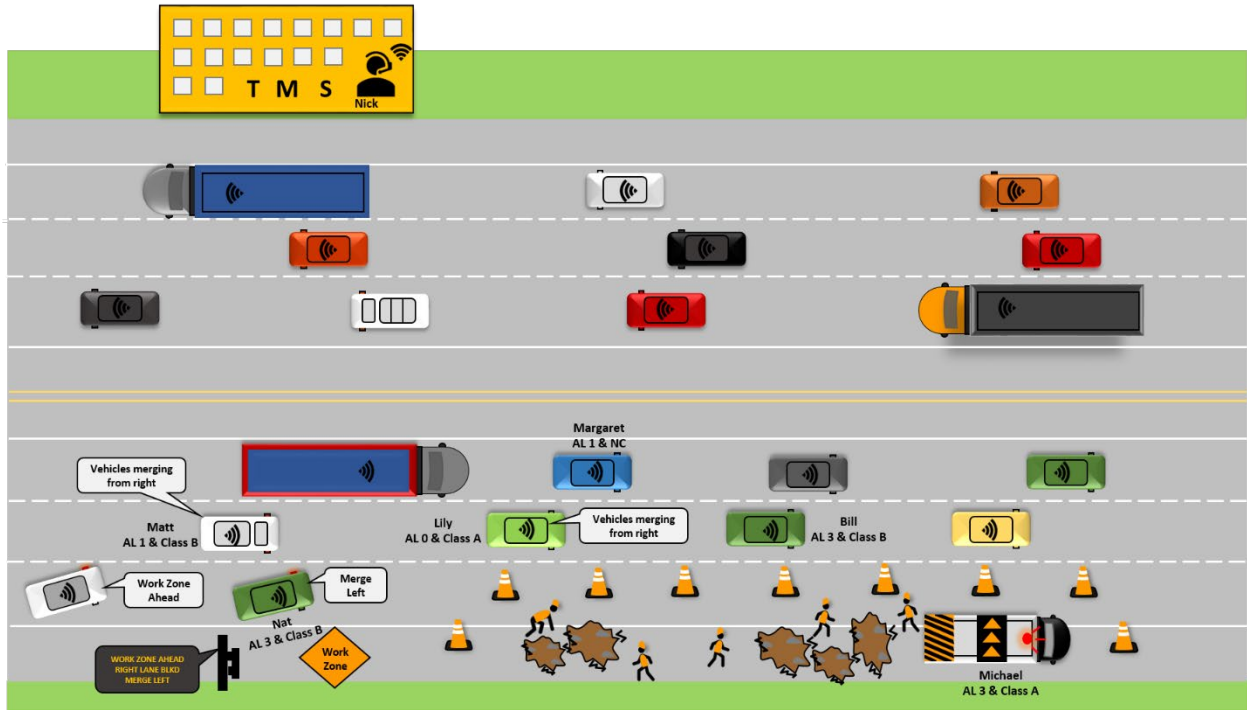 T M S
Nick
Margaret
AL 1 & NC
Vehicles merging
from right
Matt
AL 1 & Class B
Lily
AL 0 & Class A
Vehicles merging
from right
Bill
AL 3 & Class B
Work Zone
Ahead
Merge
Left
Nat
AL 3 & Class B
WORK ZONE AHEAD
RIGHT LANE BLKD
MERGE LEFT
Work
Zone
Michael
AL 3 & Class A